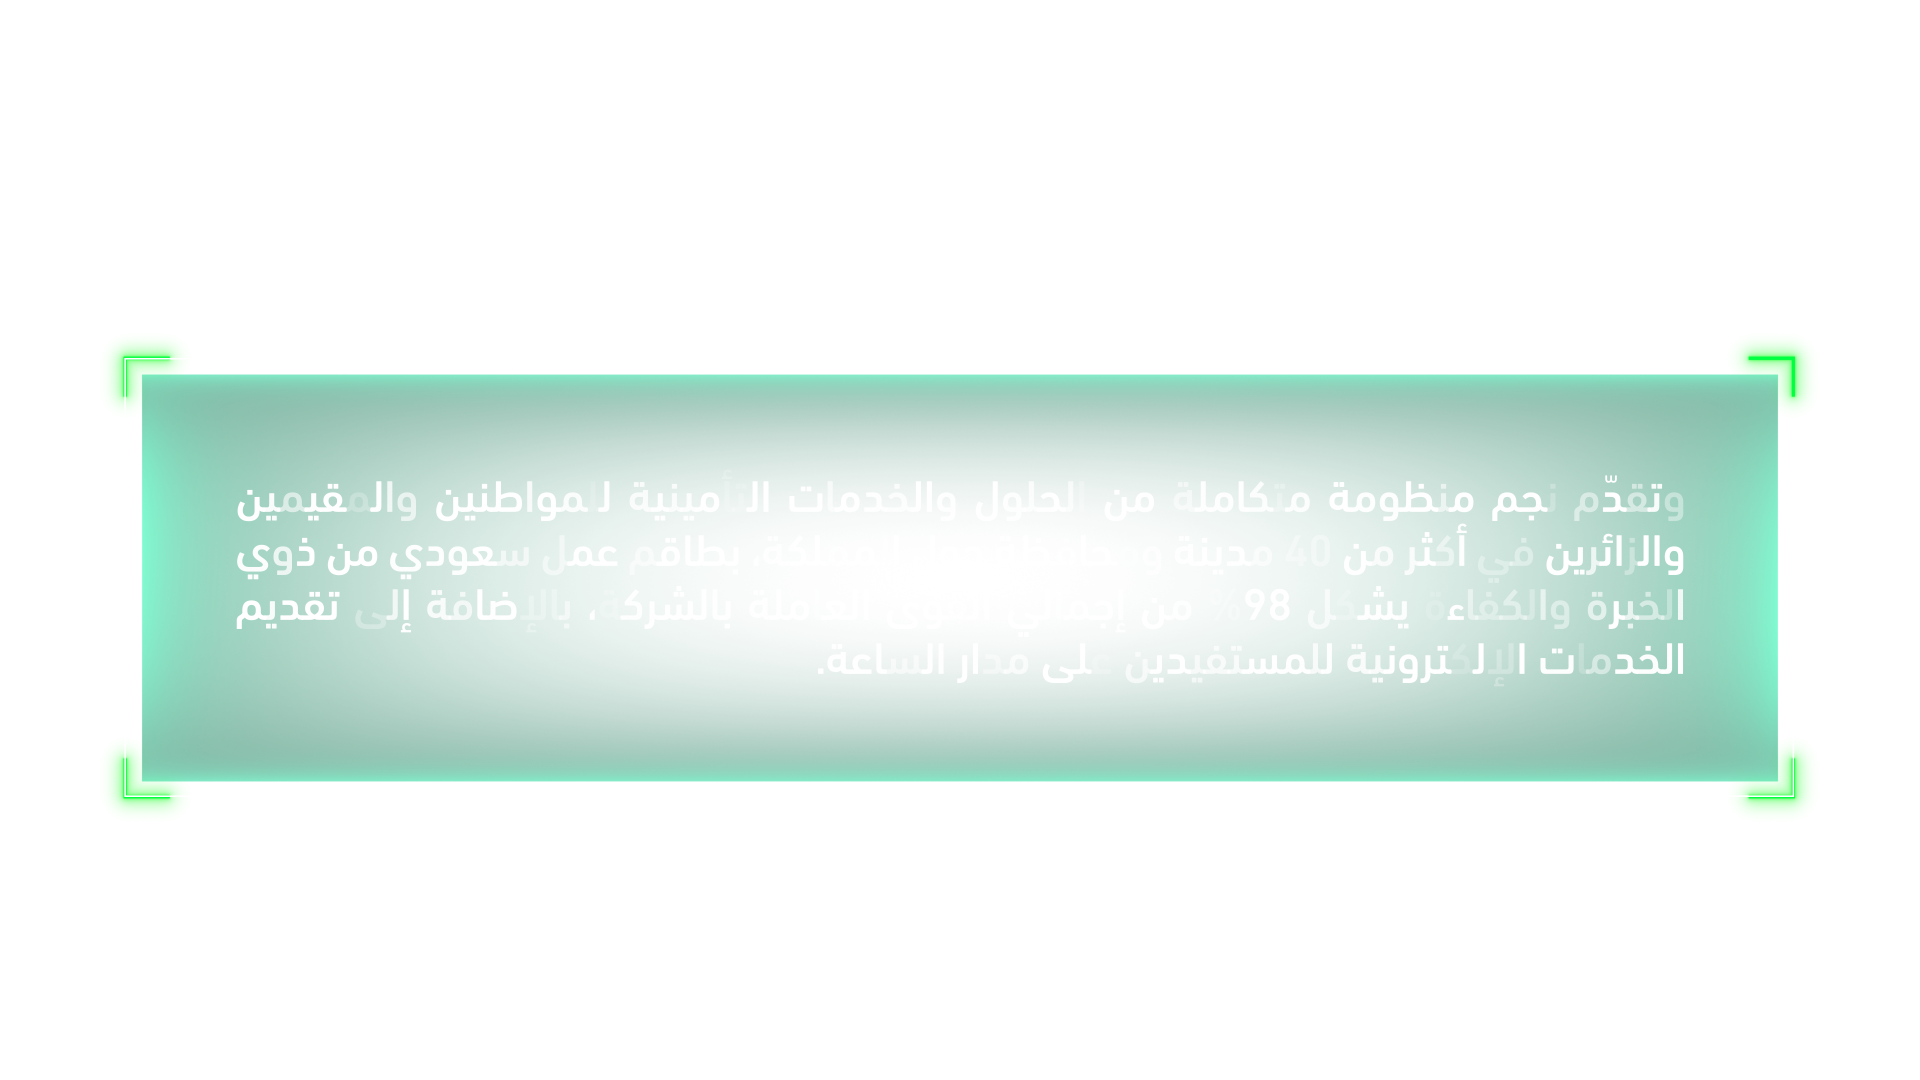 وتقدّم نجم منظومة متكاملة من الحلول والخدمات التأمينية للمواطنين والمقيمين
والزائرين في أكثر من 40 مدينة ومحافظة حول المملكة، بطاقم عمل سعودي من ذوي
الخبرة والكفاءة يشكل 98% من إجمالي القوى العاملة بالشركة، بالإضافة إلى تقديم
الخدمات الإلكترونية للمستفيدين على مدار الساعة.